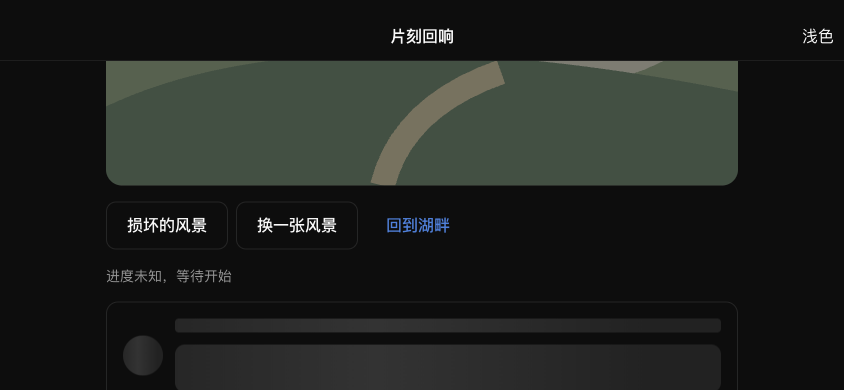 片刻回响
浅色
损坏的风景
换一张风景
回到湖畔
进度未知，等待开始